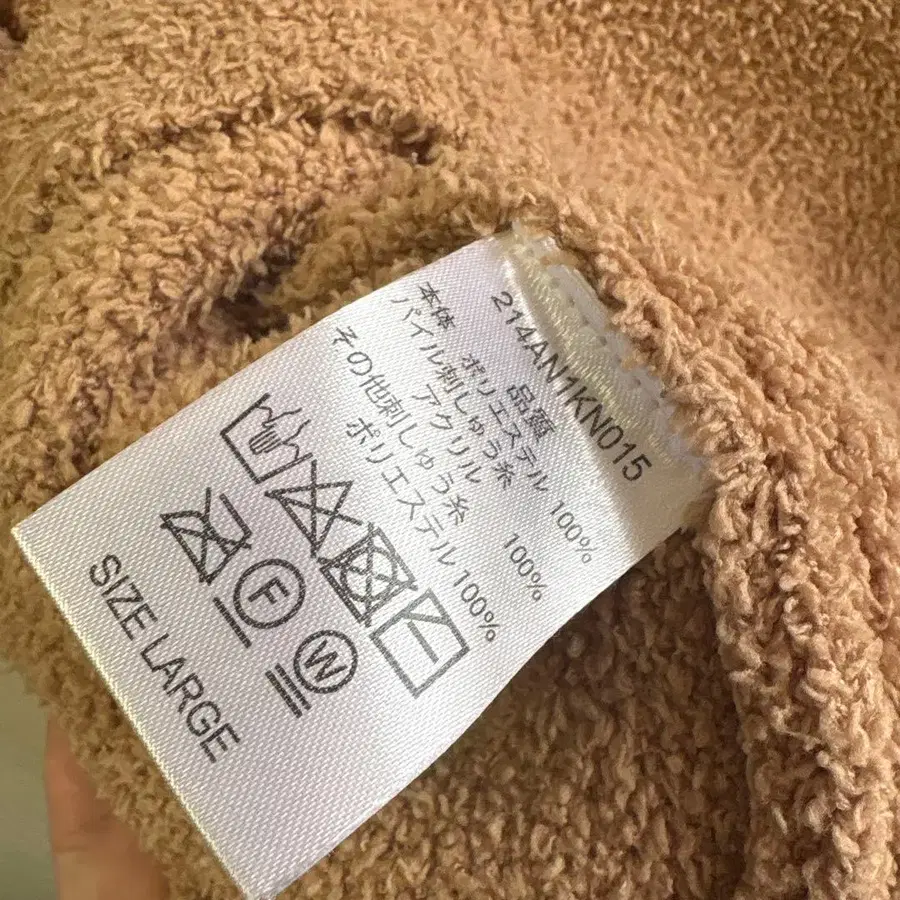 214AN1KN015
品質
本体 ポリエステル 100%
パイル刺しゅう糸
アクリル 100%
その他刺しゅう糸
ポリエステル 100%
F
W
SIZE LARGE